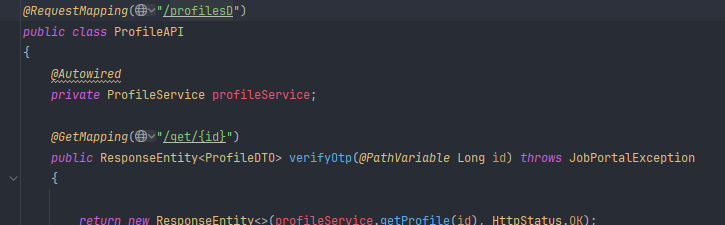 @RequestMapping("/profilesD")
public class ProfileAPI
{
@Autowired
private ProfileService profileService;
@GetMapping("/get/{id}")
public ResponseEntity<ProfileDTO> verifyOtp(@PathVariable Long id) throws JobPortalException
{
return new ResponseEntity<>(profileService.getProfile(id), HttpStatus.OK);